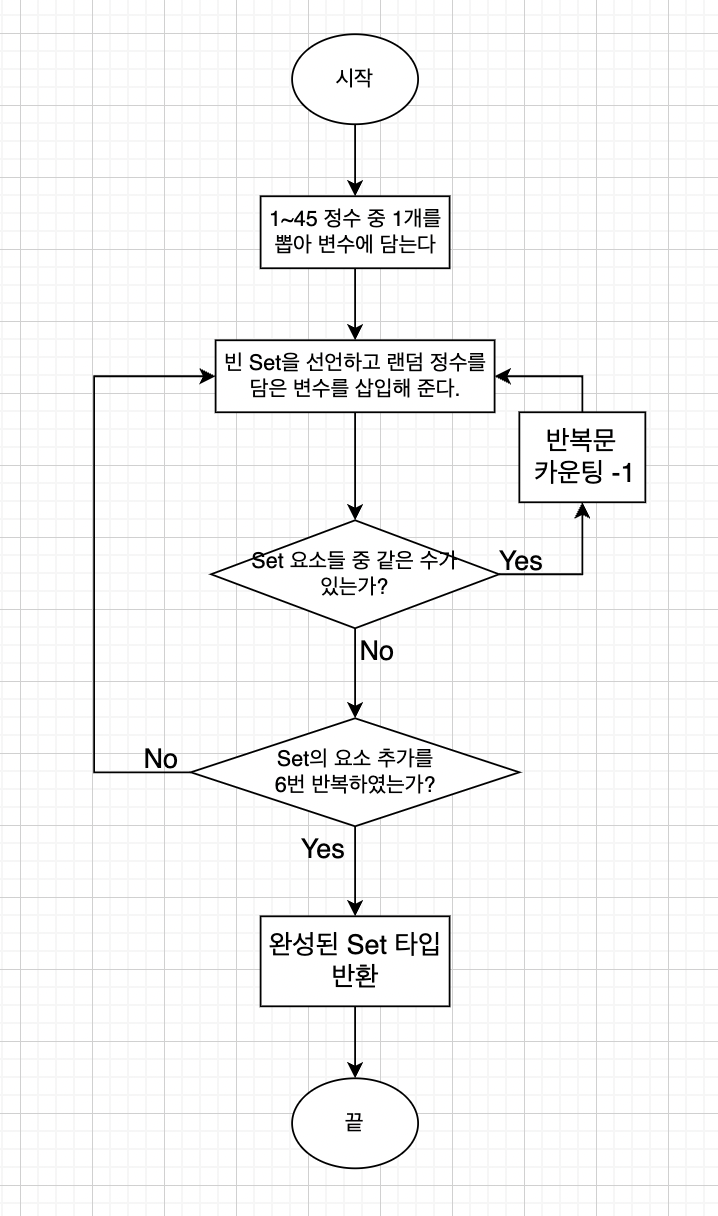 시작
1~45 정수 중 1개를
뽑아 변수에 담는다
빈 Set을 선언하고 랜덤 정수를
담은 변수를 삽입해 준다.
반복문
카운팅 -1
Set 요소들 중 같은 수가
있는가?
Yes
No
Set의 요소 추가를
6번 반복하였는가?
No
Yes
완성된 Set 타입
반환
끝